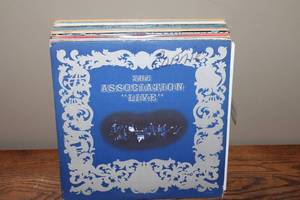 THE
ASSOCIATION
"LIVE"